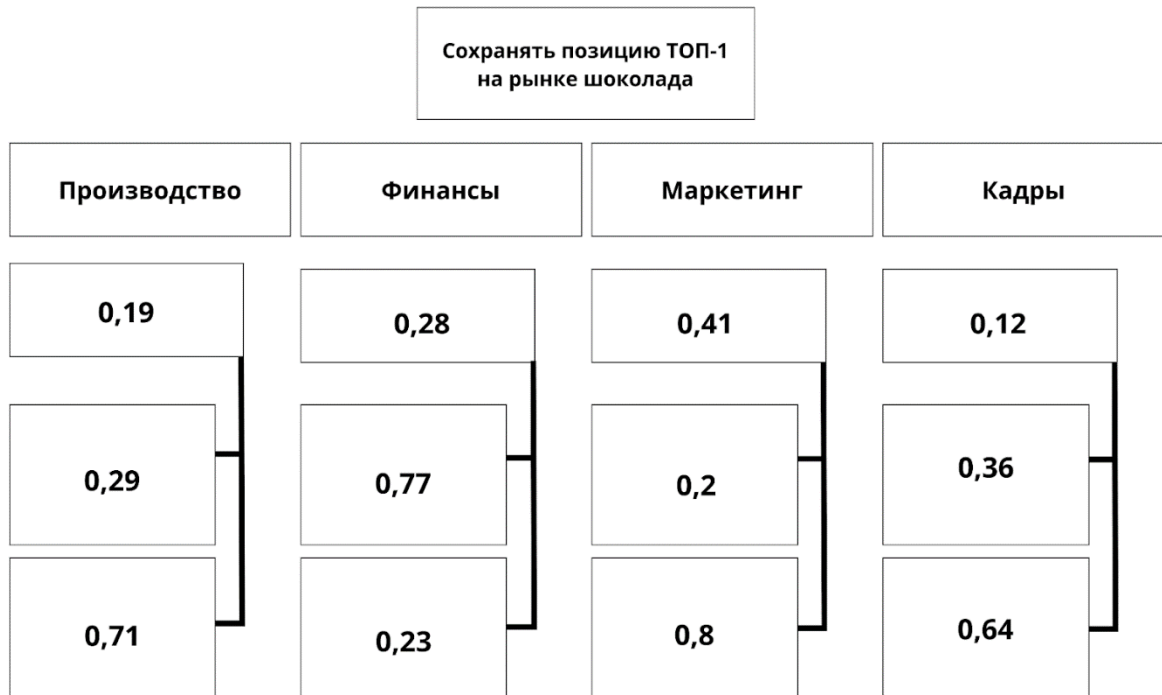 Сохранять позицию ТОП-1
на рынке шоколада
Производство
Финансы
Маркетинг
Кадры
0,19
0,28
0,41
0,12
0,29
0,77
0,2
0,36
0,71
0,23
0,8
0,64